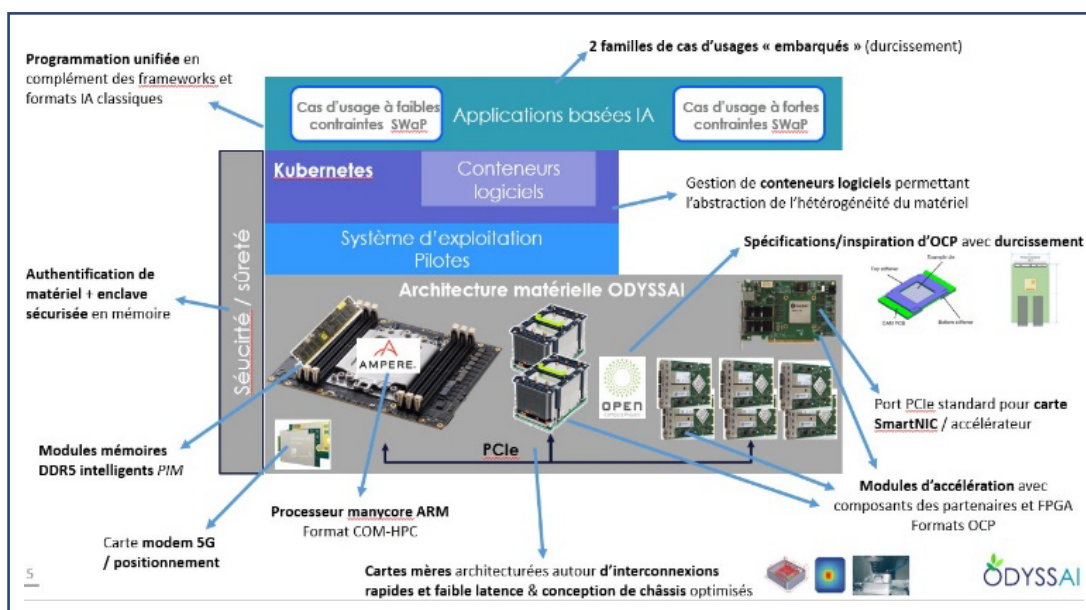 Programmation unifiée en
complément des frameworks et
formats IA classiques
2 familles de cas d'usages « embarqués » (durcissement)
Cas d'usage à faibles
contraintes SWaP
Applications basées IA
Cas d'usage à fortes
contraintes SWaP
Kubernetes
Conteneurs
logiciels
Gestion de conteneurs logiciels permettant
l'abstraction de l'hétérogénéité du matériel
Système d'exploitation
Pilotes
Spécifications/inspiration d'OCP avec durcissement
Séucirté / sûreté
Authentification de
matériel + enclave
sécurisée en mémoire
Architecture matérielle ODYSSAI
AMPERE
OPEN
Top stiffener
Bottom stiffener
Port PCIe standard pour carte
SmartNIC / accélérateur
PCIe
Modules mémoires
DDR5 intelligents PIM
Modules d'accélération avec
composants des partenaires et FPGA
Formats OCP
Processeur manycore ARM
Format COM-HPC
Carte modem 5G
/ positionnement
Cartes mères architecturées autour d'interconnexions
rapides et faible latence & conception de châssis optimisés
5
ODYSSAI